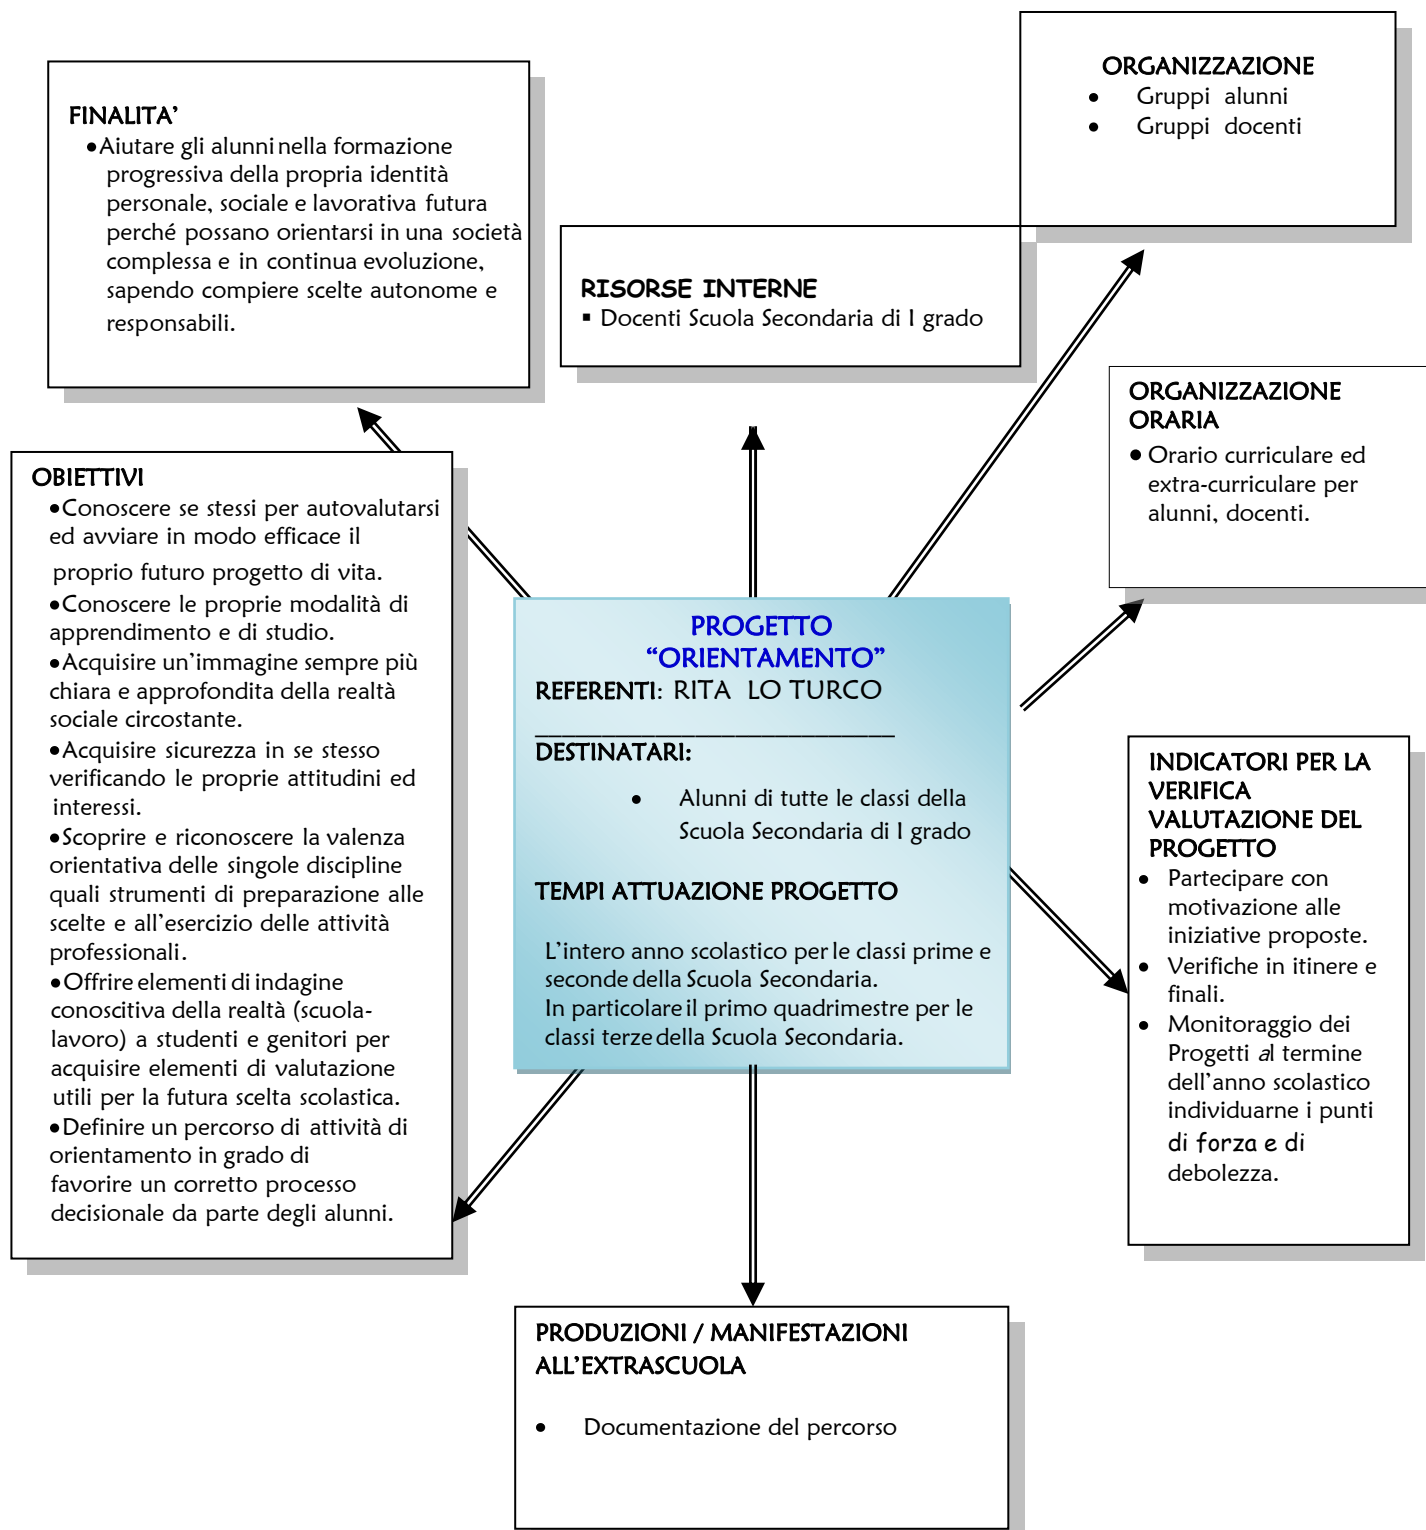 ORGANIZZAZIONE
• Gruppi alunni
• Gruppi docenti
FINALITA’
•Aiutare gli alunni nella formazione
progressiva della propria identità
personale, sociale e lavorativa futura
perché possano orientarsi in una società
complessa e in continua evoluzione,
sapendo compiere scelte autonome e
responsabili.
RISORSE INTERNE
▪ Docenti Scuola Secondaria di I grado
ORGANIZZAZIONE
ORARIA
• Orario curriculare ed
extra-curriculare per
alunni, docenti.
OBIETTIVI
•Conoscere se stessi per autovalutarsi
ed avviare in modo efficace il
proprio futuro progetto di vita.
•Conoscere le proprie modalità di
apprendimento e di studio.
•Acquisire un’immagine sempre più
chiara e approfondita della realtà
sociale circostante.
•Acquisire sicurezza in se stesso
verificando le proprie attitudini ed
interessi.
•Scoprire e riconoscere la valenza
orientativa delle singole discipline
quali strumenti di preparazione alle
scelte e all’esercizio delle attività
professionali.
•Offrire elementi di indagine
conoscitiva della realtà (scuola-
lavoro) a studenti e genitori per
acquisire elementi di valutazione
utili per la futura scelta scolastica.
•Definire un percorso di attività di
orientamento in grado di
favorire un corretto processo
decisionale da parte degli alunni.
PROGETTO
“ORIENTAMENTO”
REFERENTI: RITA LO TURCO
______________________________
DESTINATARI:
• Alunni di tutte le classi della
Scuola Secondaria di I grado
TEMPI ATTUAZIONE PROGETTO
L’intero anno scolastico per le classi prime e
seconde della Scuola Secondaria.
In particolare il primo quadrimestre per le
classi terze della Scuola Secondaria.
INDICATORI PER LA
VERIFICA
VALUTAZIONE DEL
PROGETTO
• Partecipare con
motivazione alle
iniziative proposte.
• Verifiche in itinere e
finali.
• Monitoraggio dei
Progetti al termine
dell’anno scolastico
individuarne i punti
di forza e di
debolezza.
PRODUZIONI / MANIFESTAZIONI
ALL’EXTRASCUOLA
• Documentazione del percorso